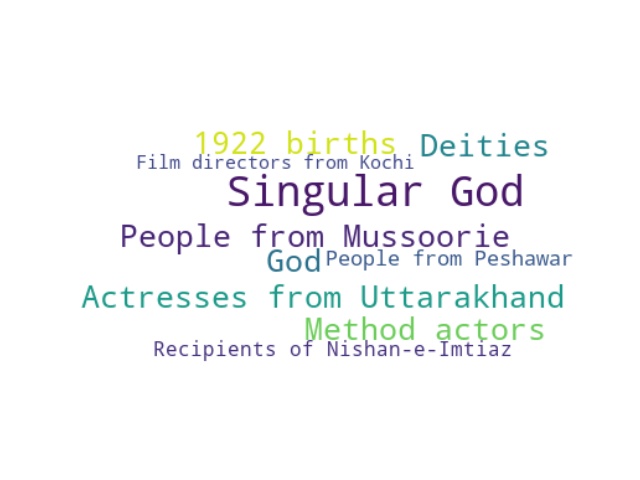 1922 births
Deities
Film directors from Kochi
Singular God
People from Mussoorie
God
People from Peshawar
Actresses from Uttarakhand
Method actors
Recipients of Nishan-e-Imtiaz